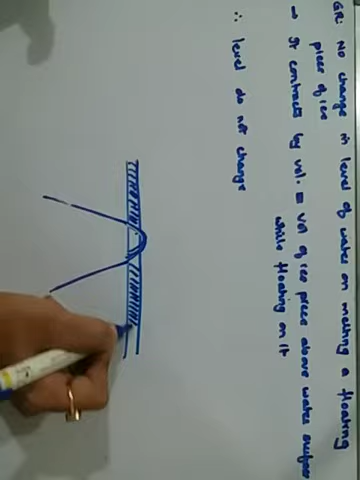 GR: No change in level of water on melting a floating
piece of ice
→ It contracts by vol. = vol of ice piece above water surface
while floating on it
∴ level do not change